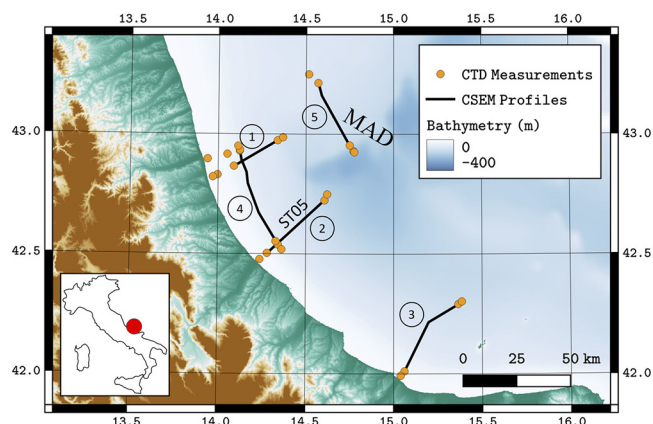 13.5 14.0 14.5 15.0 15.5 16.0
CTD Measurements
CSEM Profiles
Bathymetry (m)
0
-400
43.0 43.0
5
MAD
1
4
ST05
2
42.5 42.5
3
0 25 50 km
42.0 42.0
13.5 14.0 14.5 15.0 15.5 16.0